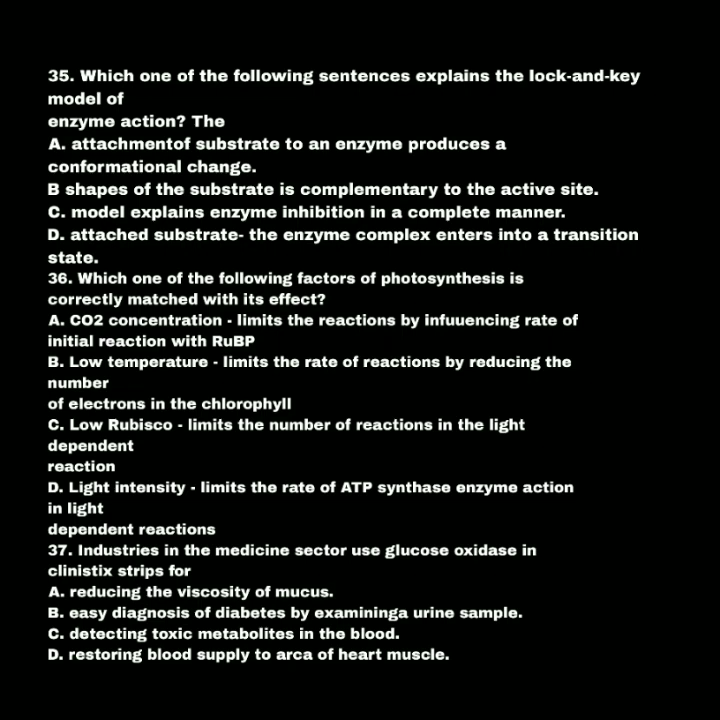 35. Which one of the following sentences explains the lock-and-key
model of
enzyme action? The
A. attachmentof substrate to an enzyme produces a
conformational change.
B shapes of the substrate is complementary to the active site.
C. model explains enzyme inhibition in a complete manner.
D. attached substrate- the enzyme complex enters into a transition
state.
36. Which one of the following factors of photosynthesis is
correctly matched with its effect?
A. CO2 concentration - limits the reactions by infuuencing rate of
initial reaction with RuBP
B. Low temperature - limits the rate of reactions by reducing the
number
of electrons in the chlorophyll
C. Low Rubisco - limits the number of reactions in the light
dependent
reaction
D. Light intensity - limits the rate of ATP synthase enzyme action
in light
dependent reactions
37. Industries in the medicine sector use glucose oxidase in
clinistix strips for
A. reducing the viscosity of mucus.
B. easy diagnosis of diabetes by examininga urine sample.
C. detecting toxic metabolites in the blood.
D. restoring blood supply to arca of heart muscle.